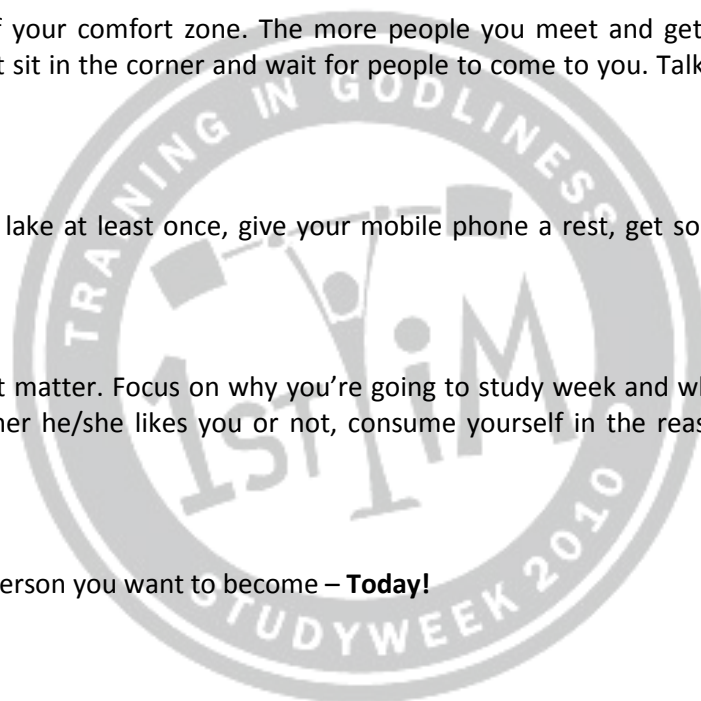 f your comfort zone. The more people you meet and get
t sit in the corner and wait for people to come to you. Talk
lake at least once, give your mobile phone a rest, get so
t matter. Focus on why you're going to study week and wh
her he/she likes you or not, consume yourself in the reas
erson you want to become – Today!
TRAINING IN GODLINESS
1ST TiM
STUDYWEEK 2010